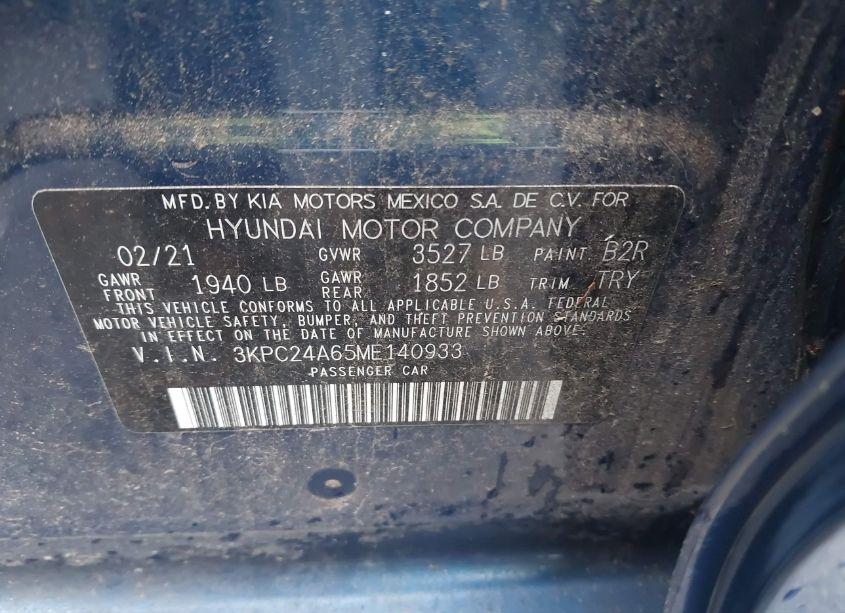 MFD. BY KIA MOTORS MEXICO S.A. DE C.V. FOR
HYUNDAI MOTOR COMPANY
02/21 GVWR 3527 LB PAINT B2R
GAWR FRONT 1940 LB GAWR REAR 1852 LB TRIM TRY
THIS VEHICLE CONFORMS TO ALL APPLICABLE U.S.A. FEDERAL
MOTOR VEHICLE SAFETY, BUMPER, AND THEFT PREVENTION STANDARDS
IN EFFECT ON THE DATE OF MANUFACTURE SHOWN ABOVE.
V.I.N. 3KPC24A65ME140933
PASSENGER CAR